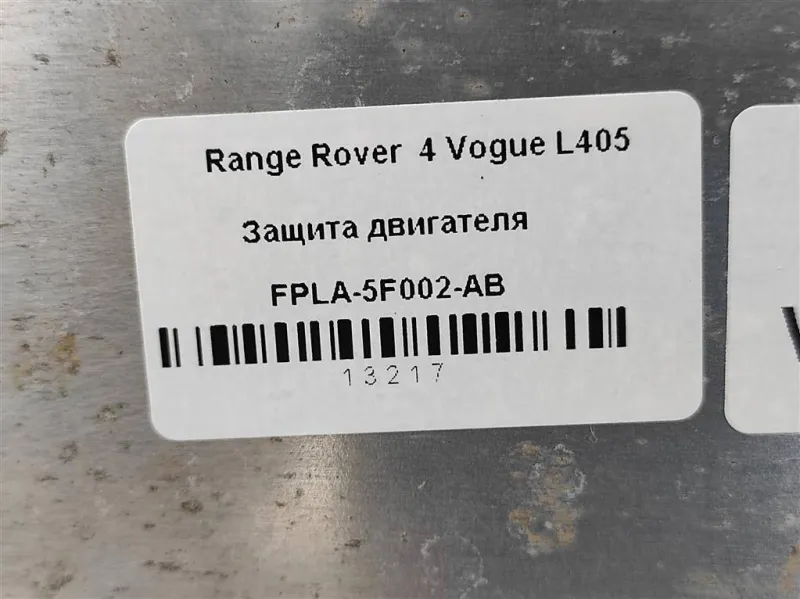 Range Rover 4 Vogue L405
Защита двигателя
FPLA-5F002-AB
13217